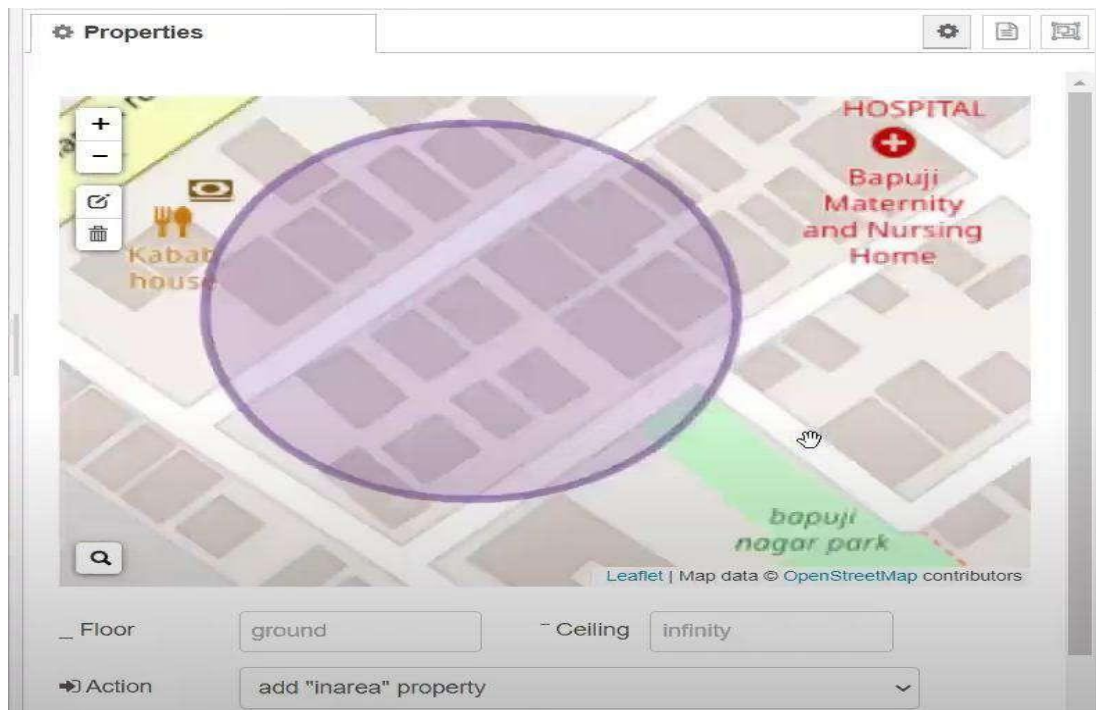 Properties
+
−
HOSPITAL
Bapuji
Maternity
and Nursing
Home
Kabab
house
bapuji
nagar park
Leaflet | Map data © OpenStreetMap contributors
Floor
ground
Ceiling
infinity
Action
add "inarea" property